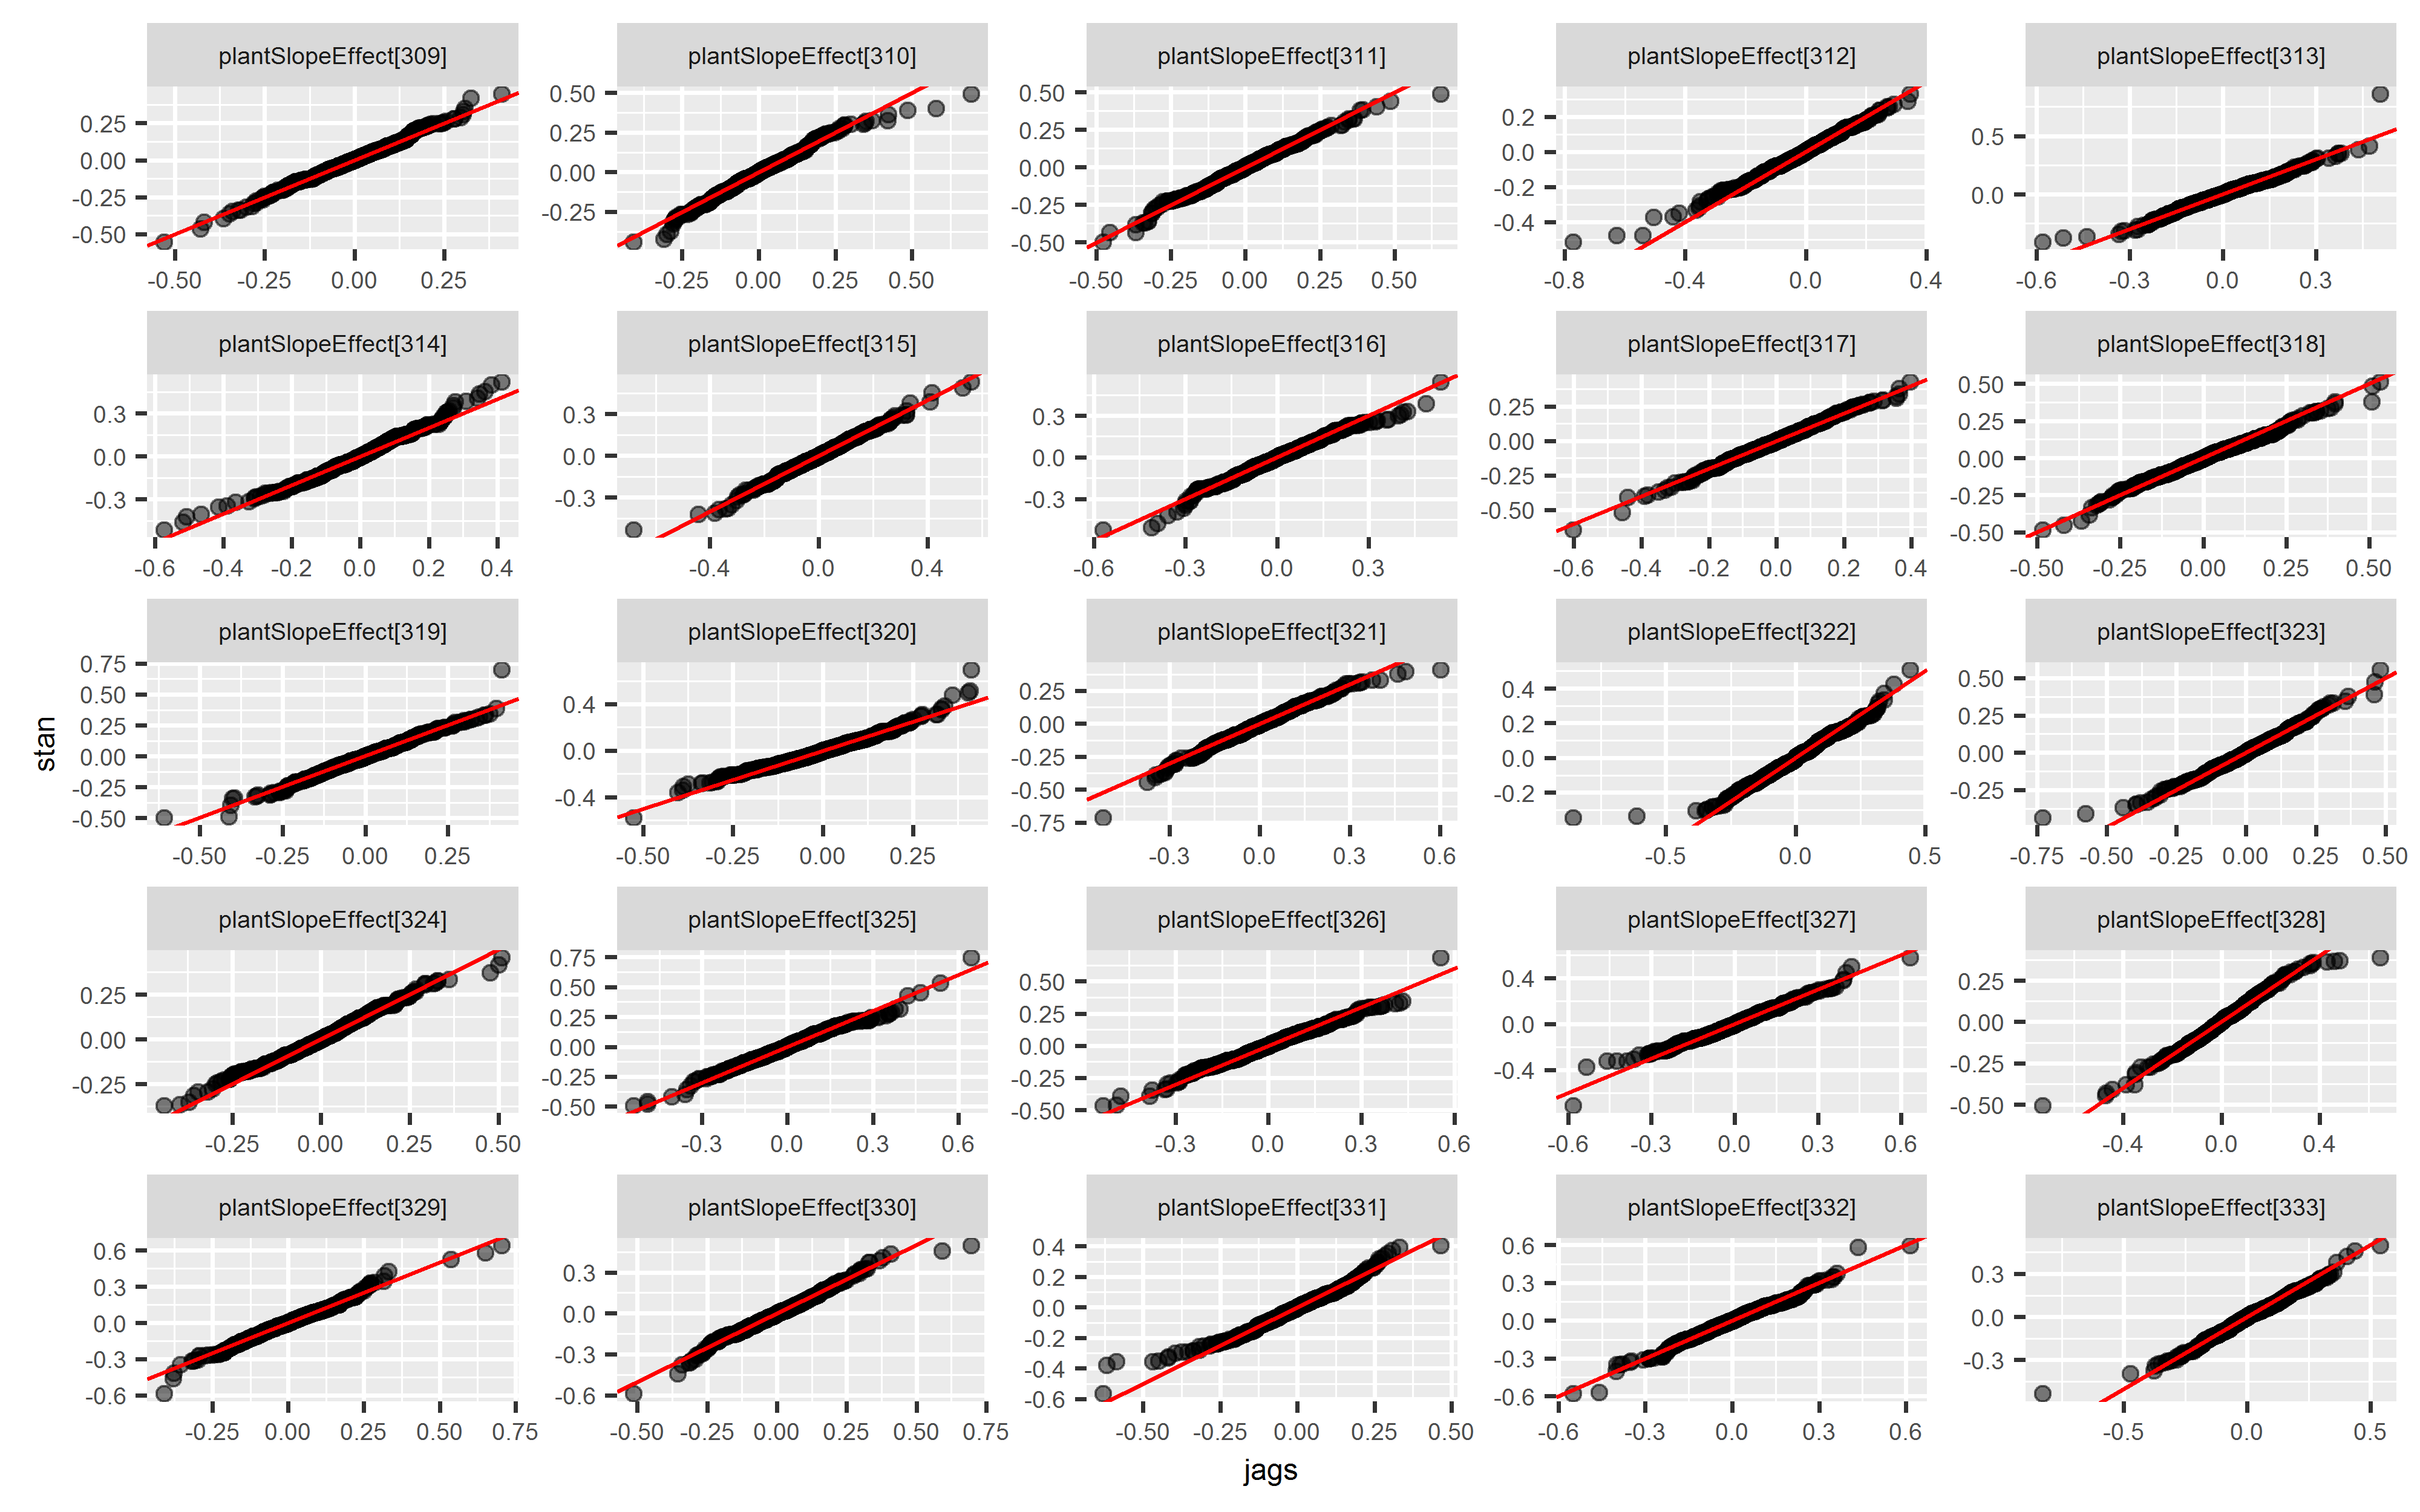 plantSlopeEffect[309] plantSlopeEffect[310] plantSlopeEffect[311] plantSlopeEffect[312] plantSlopeEffect[313]
0.25 0.00 -0.25 -0.50
0.50 0.25 0.00 -0.25
0.50 0.25 0.00 -0.25 -0.50
0.2 0.0 -0.2 -0.4
0.5 0.0
-0.50 -0.25 0.00 0.25
-0.25 0.00 0.25 0.50
-0.50 -0.25 0.00 0.25 0.50
-0.8 -0.4 0.0 0.4
-0.6 -0.3 0.0 0.3
plantSlopeEffect[314] plantSlopeEffect[315] plantSlopeEffect[316] plantSlopeEffect[317] plantSlopeEffect[318]
0.3 0.0 -0.3
0.3 0.0 -0.3
0.3 0.0 -0.3
0.25 0.00 -0.25 -0.50
0.50 0.25 0.00 -0.25 -0.50
-0.6 -0.4 -0.2 0.0 0.2 0.4
-0.4 0.0 0.4
-0.6 -0.3 0.0 0.3
-0.6 -0.4 -0.2 0.0 0.2 0.4
-0.50 -0.25 0.00 0.25 0.50
plantSlopeEffect[319] plantSlopeEffect[320] plantSlopeEffect[321] plantSlopeEffect[322] plantSlopeEffect[323]
0.75 0.50 0.25 0.00 -0.25 -0.50
0.4 0.0 -0.4
0.25 0.00 -0.25 -0.50 -0.75
0.4 0.2 0.0 -0.2
0.50 0.25 0.00 -0.25
-0.50 -0.25 0.00 0.25
-0.50 -0.25 0.00 0.25
-0.3 0.0 0.3 0.6
-0.5 0.0 0.5
-0.75 -0.50 -0.25 0.00 0.25 0.50
stan
plantSlopeEffect[324] plantSlopeEffect[325] plantSlopeEffect[326] plantSlopeEffect[327] plantSlopeEffect[328]
0.25 0.00 -0.25
0.75 0.50 0.25 0.00 -0.25 -0.50
0.50 0.25 0.00 -0.25 -0.50
0.4 0.0 -0.4
0.25 0.00 -0.25 -0.50
-0.25 0.00 0.25 0.50
-0.3 0.0 0.3 0.6
-0.3 0.0 0.3 0.6
-0.6 -0.3 0.0 0.3 0.6
-0.4 0.0 0.4
plantSlopeEffect[329] plantSlopeEffect[330] plantSlopeEffect[331] plantSlopeEffect[332] plantSlopeEffect[333]
0.6 0.3 0.0 -0.3 -0.6
0.3 0.0 -0.3 -0.6
0.4 0.2 0.0 -0.2 -0.4 -0.6
0.6 0.3 0.0 -0.3 -0.6
0.3 0.0 -0.3
-0.25 0.00 0.25 0.50 0.75
-0.50 -0.25 0.00 0.25 0.50 0.75
-0.50 -0.25 0.00 0.25 0.50
-0.6 -0.3 0.0 0.3 0.6
-0.5 0.0 0.5
jags